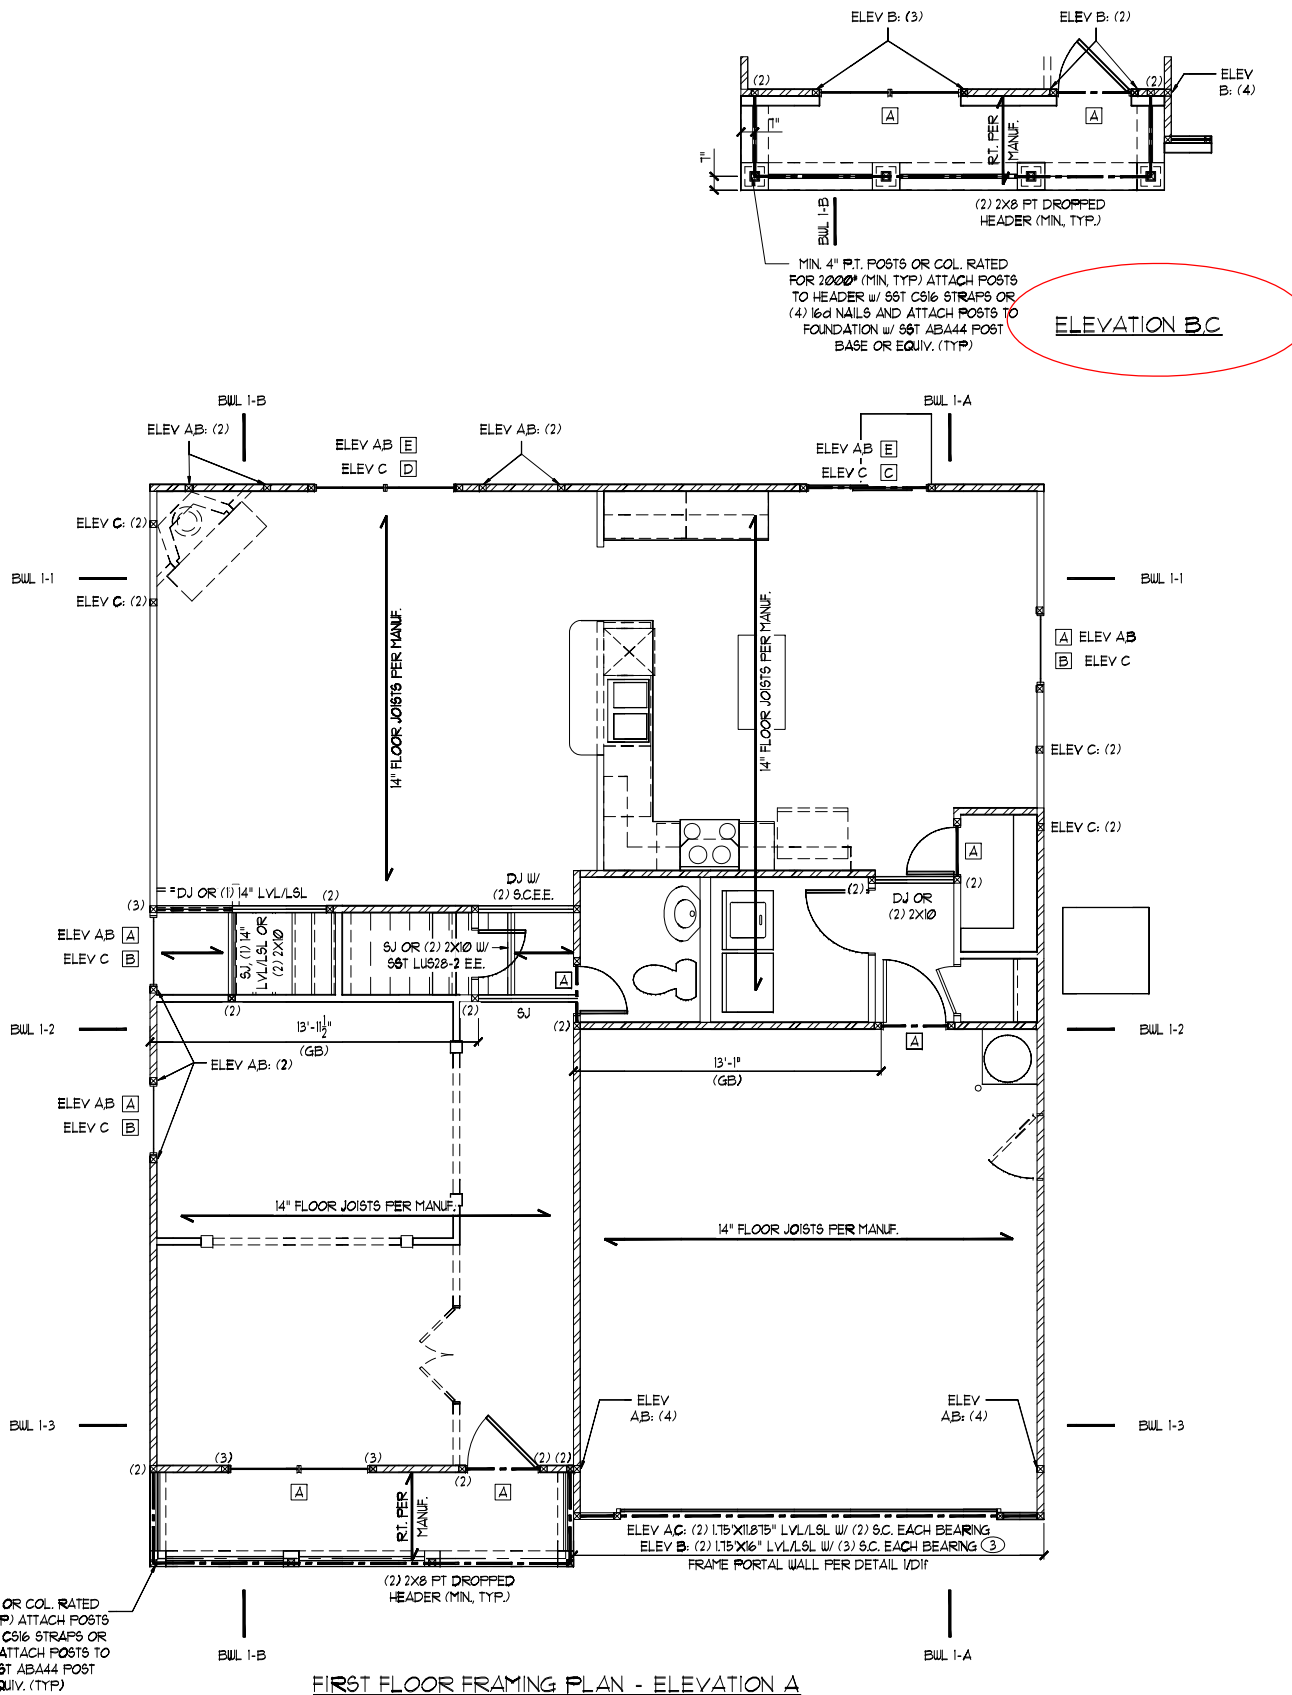 ELEV B: (3)
ELEV B: (2)
(2)
(2)
ELEV
B: (4)
A
A
7"
7"
R.T. PER
MANUF.
(2) 2X8 PT DROPPED
HEADER (MIN., TYP.)
BWL 1-B
MIN. 4" P.T. POSTS OR COL. RATED
FOR 2000# (MIN, TYP) ATTACH POSTS
TO HEADER w/ SST CS16 STRAPS OR
(4) 16d NAILS AND ATTACH POSTS TO
FOUNDATION w/ SST ABA44 POST
BASE OR EQUIV. (TYP)
ELEVATION B,C
BWL 1-B
BWL 1-A
ELEV A,B: (2)
ELEV A,B E
ELEV C D
ELEV A,B: (2)
ELEV A,B E
ELEV C C
ELEV C: (2)
BWL 1-1
BWL 1-1
ELEV C: (2)
14" FLOOR JOISTS PER MANUF.
14" FLOOR JOISTS PER MANUF.
A ELEV A,B
B ELEV C
ELEV C: (2)
ELEV C: (2)
A
DJ OR (1) 14" LVL/LSL
(2)
DJ W/
(2) S.C.E.E.
(2)
(2)
DJ OR
(2) 2X10
(3)
ELEV A,B A
ELEV C B
SJ, (1) 14"
LVL/LSL OR
(2) 2X10
SJ OR (2) 2X10 W/
SST LUS28-2 E.E.
A
(2)
(2)
SJ
(2)
BWL 1-2
BWL 1-2
13'-11½"
(GB)
A
ELEV A,B: (2)
13'-1"
(GB)
ELEV A,B A
ELEV C B
14" FLOOR JOISTS PER MANUF.
14" FLOOR JOISTS PER MANUF.
ELEV
A,B: (4)
ELEV
A,B: (4)
BWL 1-3
BWL 1-3
(2)
(3)
(3)
(2)
(2) (2)
A
A
R.T. PER
MANUF.
ELEV A,C: (2) 1.75"X11.875" LVL/LSL W/ (2) S.C. EACH BEARING
ELEV B: (2) 1.75"X16" LVL/LSL W/ (3) S.C. EACH BEARING 3
FRAME PORTAL WALL PER DETAIL 1/D1f
(2) 2X8 PT DROPPED
HEADER (MIN., TYP.)
OR COL. RATED
P) ATTACH POSTS
CS16 STRAPS OR
ATTACH POSTS TO
ST ABA44 POST
QUIV. (TYP)
BWL 1-B
BWL 1-A
FIRST FLOOR FRAMING PLAN - ELEVATION A